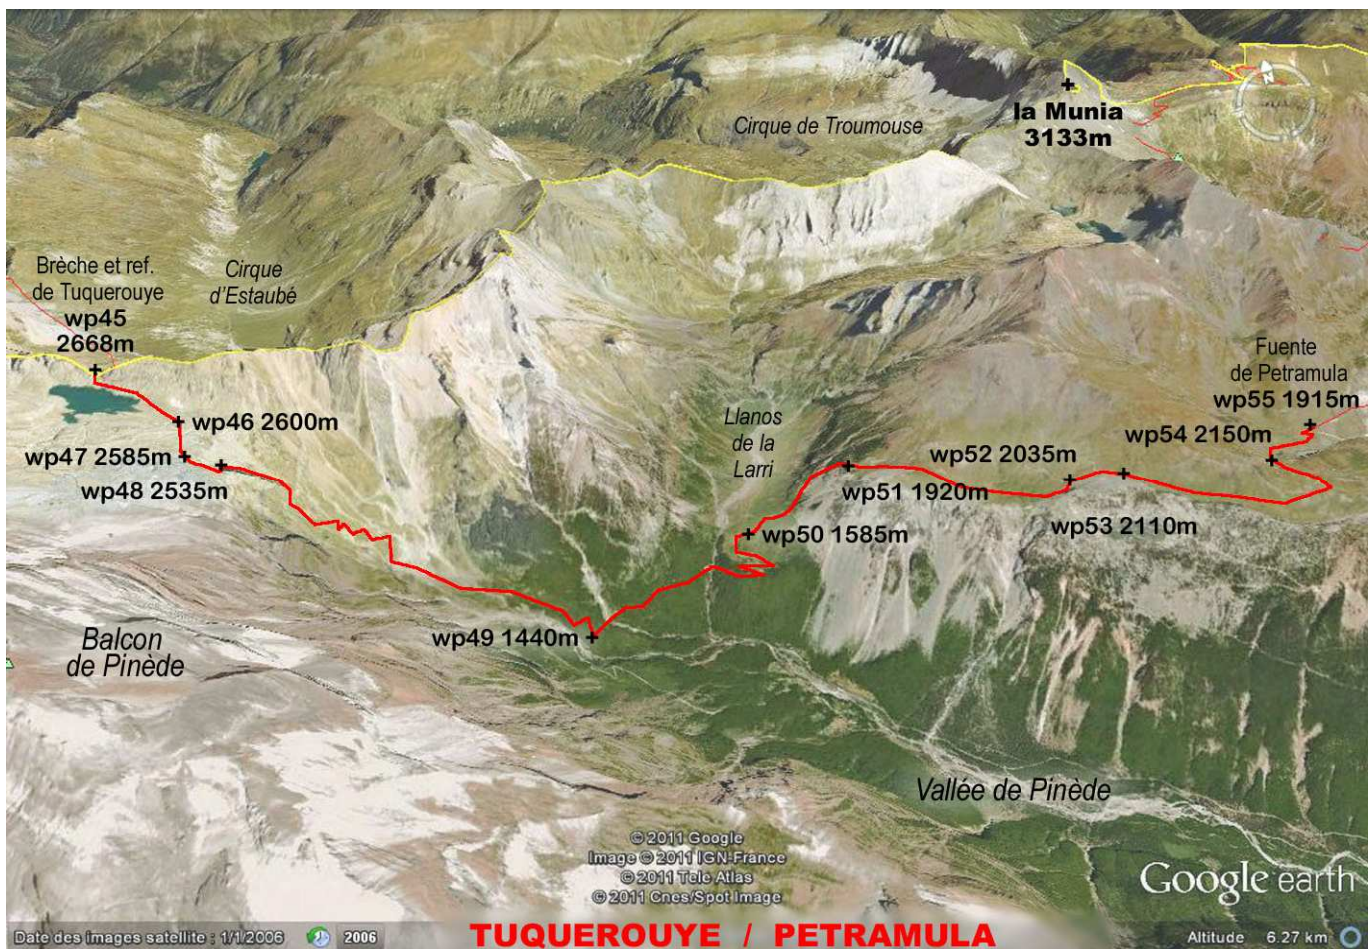 Cirque de Troumouse
la Munia
3133m
Brèche et ref.
de Tuquerouye
wp45
2668m
Cirque
d'Estaubé
wp46 2600m
wp47 2585m
wp48 2535m
Llanos
de la
Larri
Fuente
de Petramula
wp55 1915m
wp54 2150m
wp52 2035m
wp51 1920m
wp53 2110m
wp50 1585m
wp49 1440m
Balcon
de Pinède
Vallée de Pinède
© 2011 Google
Image © 2011 IGN-France
© 2011 Tele Atlas
© 2011 Cnes/Spot Image
Google earth
Date des images satellite : 1/1/2006
2006
TUQUEROUYE / PETRAMULA
Altitude 6.27 km